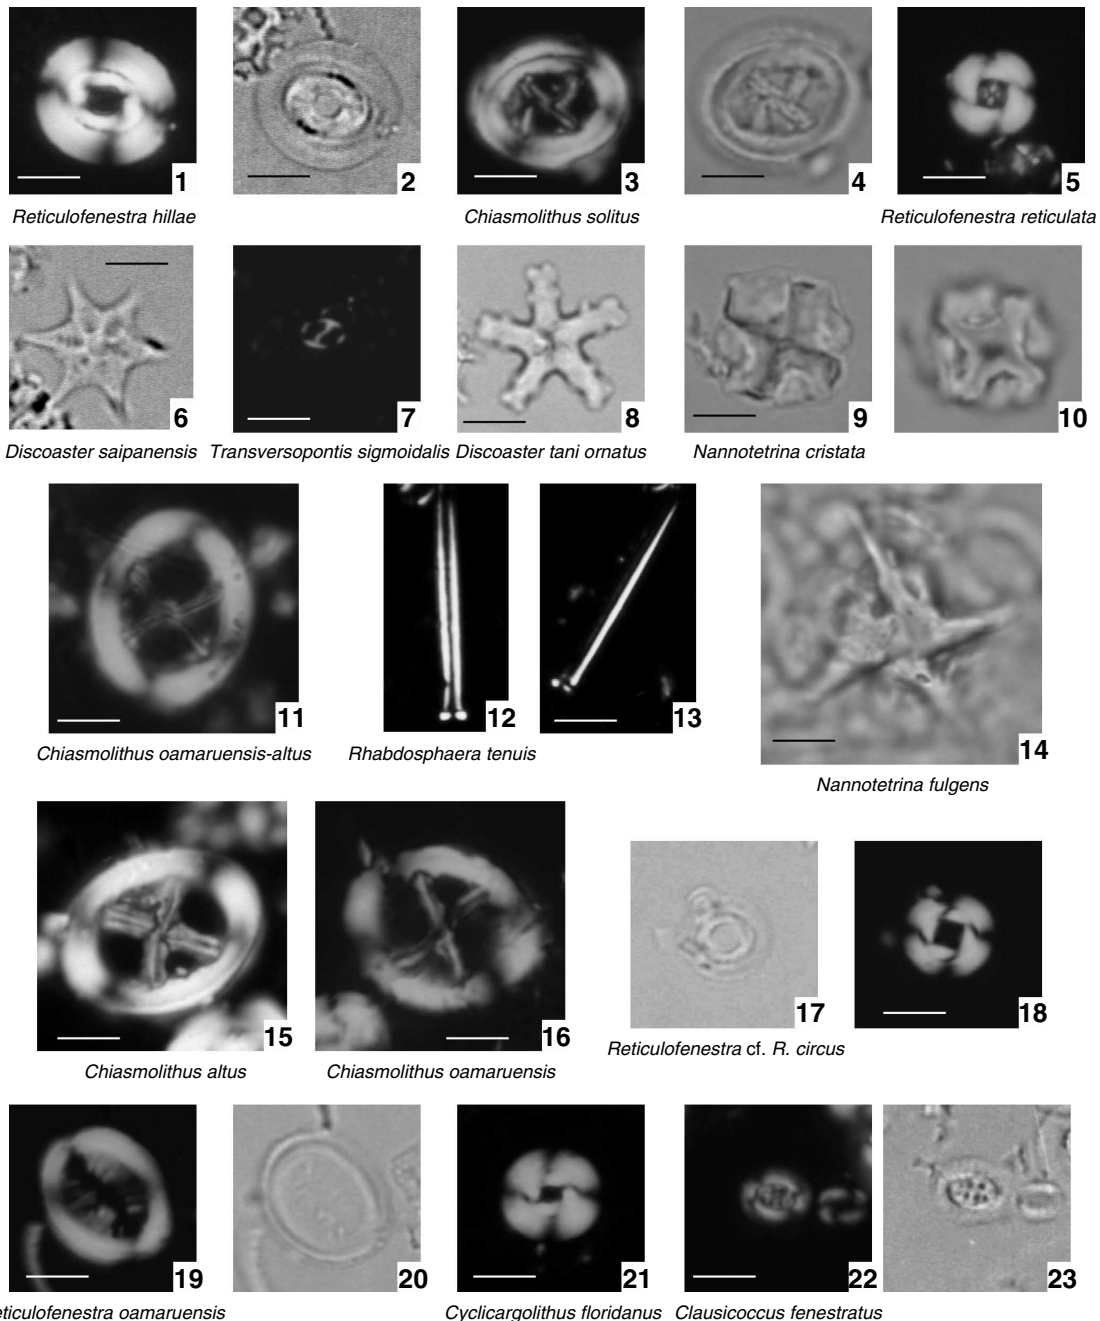 1 2 3 4 5
Reticulofenestra hillae Chiasmolithus solitus Reticulofenestra reticulata
6 7 8 9 10
Discoaster saipanensis Transversopontis sigmoidalis Discoaster tani ornatus Nannotetrina cristata
11 12 13 14
Chiasmolithus oamaruensis-altus Rhabdosphaera tenuis
Nannotetrina fulgens
15 16 17 18
Reticulofenestra cf. R. circus
Chiasmolithus altus Chiasmolithus oamaruensis
19 20 21 22 23
eticulofenestra oamaruensis Cyclicargolithus floridanus Clausicoccus fenestratus